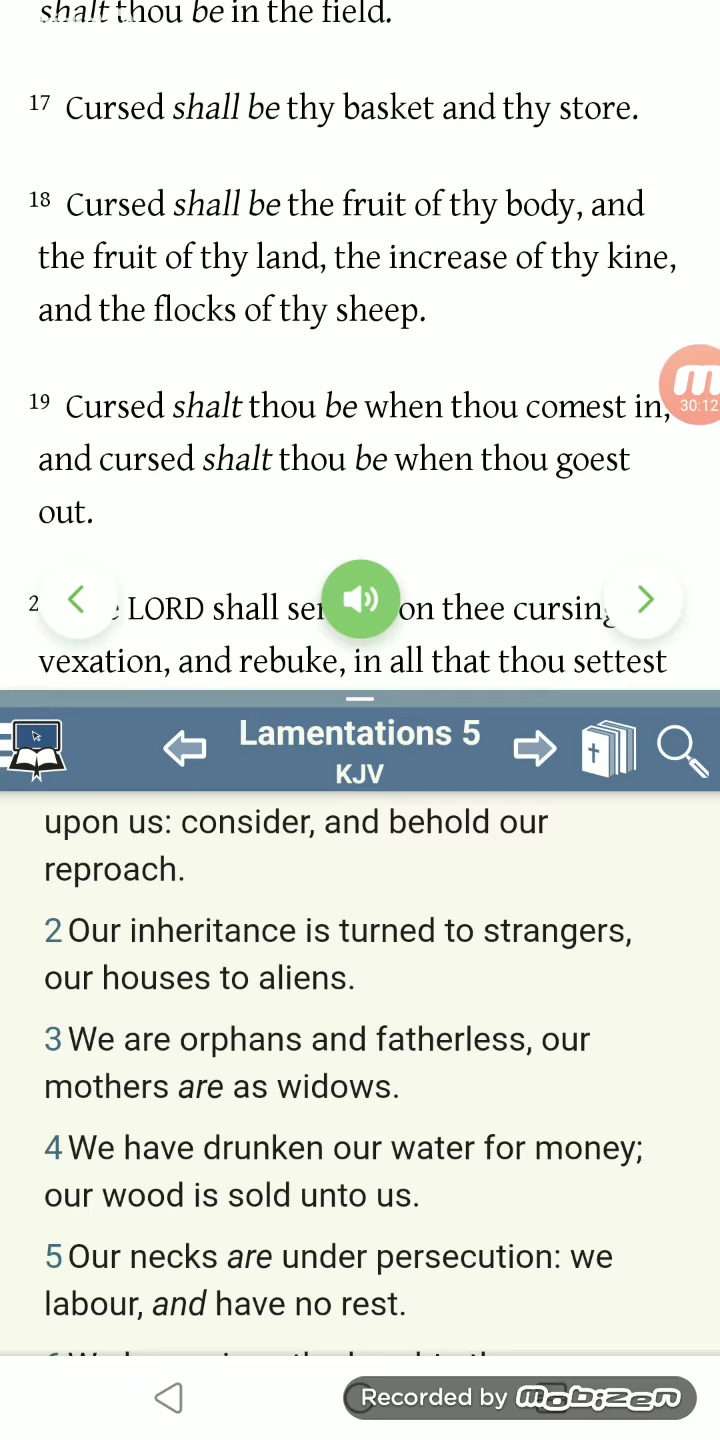 shalt thou be in the field.
17 Cursed shall be thy basket and thy store.
18 Cursed shall be the fruit of thy body, and
the fruit of thy land, the increase of thy kine,
and the flocks of thy sheep.
19 Cursed shalt thou be when thou comest in,
and cursed shalt thou be when thou goest
out.
30:12
LORD shall on thee
vexation, and rebuke, in all that thou settest
Lamentations 5
KJV
upon us: consider, and behold our
reproach.
2 Our inheritance is turned to strangers,
our houses to aliens.
3 We are orphans and fatherless, our
mothers are as widows.
4 We have drunken our water for money;
our wood is sold unto us.
5 Our necks are under persecution: we
labour, and have no rest.
Recorded by mobizen